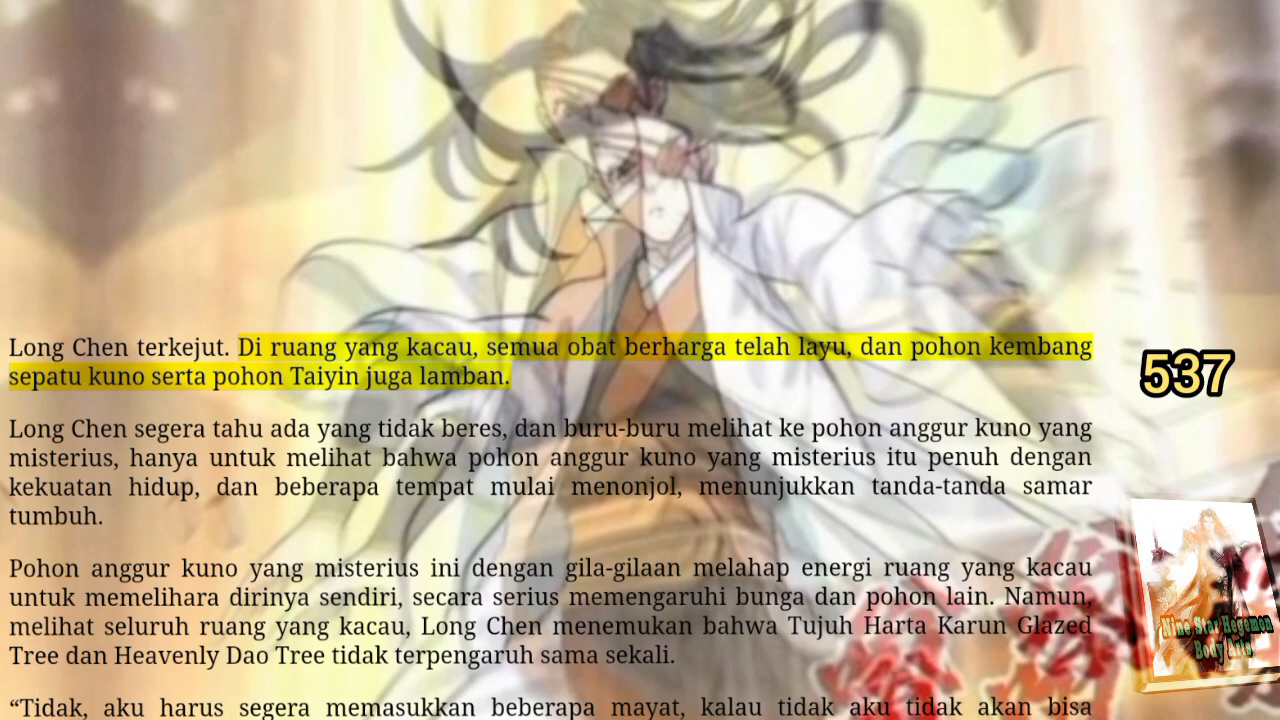 Long Chen terkejut. Di ruang yang kacau, semua obat berharga telah layu, dan pohon kembang
sepatu kuno serta pohon Taiyin juga lamban.
Long Chen segera tahu ada yang tidak beres, dan buru-buru melihat ke pohon anggur kuno yang
misterius, hanya untuk melihat bahwa pohon anggur kuno yang misterius itu penuh dengan
kekuatan hidup, dan beberapa tempat mulai menonjol, menunjukkan tanda-tanda samar
tumbuh.
Pohon anggur kuno yang misterius ini dengan gila-gilaan melahap energi ruang yang kacau
untuk memelihara dirinya sendiri, secara serius memengaruhi bunga dan pohon lain. Namun,
melihat seluruh ruang yang kacau, Long Chen menemukan bahwa Tujuh Harta Karun Glazed
Tree dan Heavenly Dao Tree tidak terpengaruh sama sekali.
“Tidak, aku harus segera memasukkan beberapa mayat, kalau tidak aku tidak akan bisa
537
Nine Star Hegemon
Body Arts